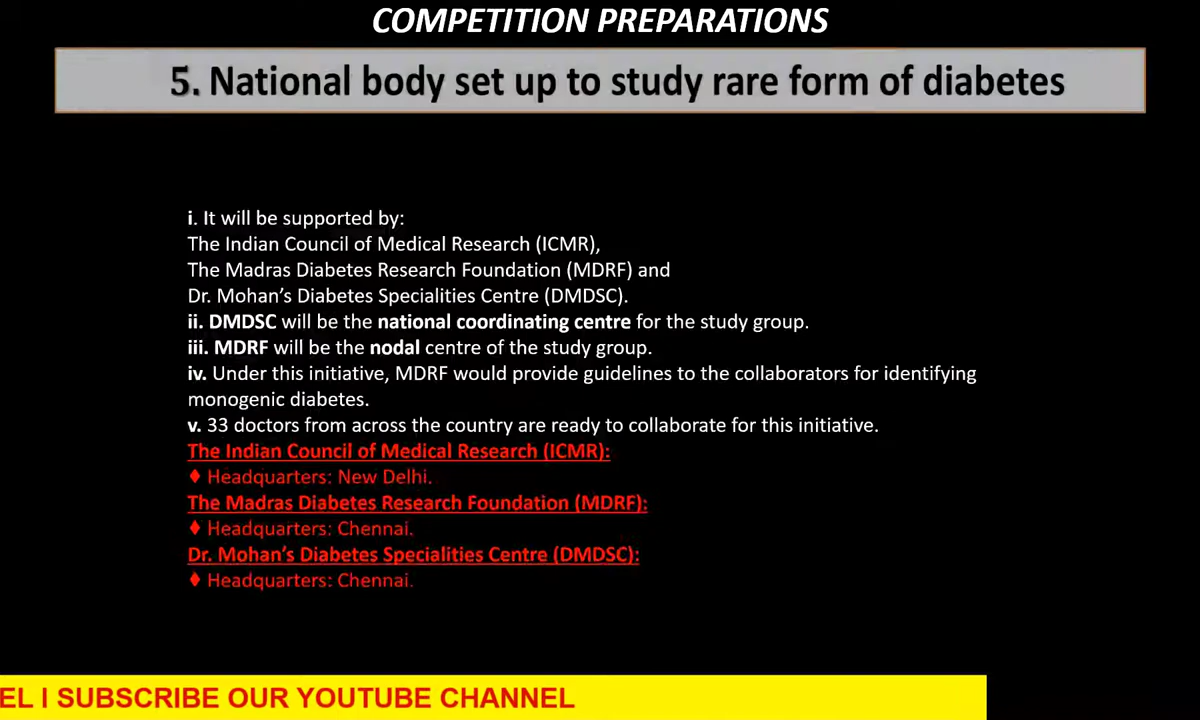 COMPETITION PREPARATIONS
5. National body set up to study rare form of diabetes
i. It will be supported by:
The Indian Council of Medical Research (ICMR),
The Madras Diabetes Research Foundation (MDRF) and
Dr. Mohan’s Diabetes Specialities Centre (DMDSC).
ii. DMDSC will be the national coordinating centre for the study group.
iii. MDRF will be the nodal centre of the study group.
iv. Under this initiative, MDRF would provide guidelines to the collaborators for identifying
monogenic diabetes.
v. 33 doctors from across the country are ready to collaborate for this initiative.
The Indian Council of Medical Research (ICMR):
♦ Headquarters: New Delhi.
The Madras Diabetes Research Foundation (MDRF):
♦ Headquarters: Chennai.
Dr. Mohan’s Diabetes Specialities Centre (DMDSC):
♦ Headquarters: Chennai.
EL I SUBSCRIBE OUR YOUTUBE CHANNEL